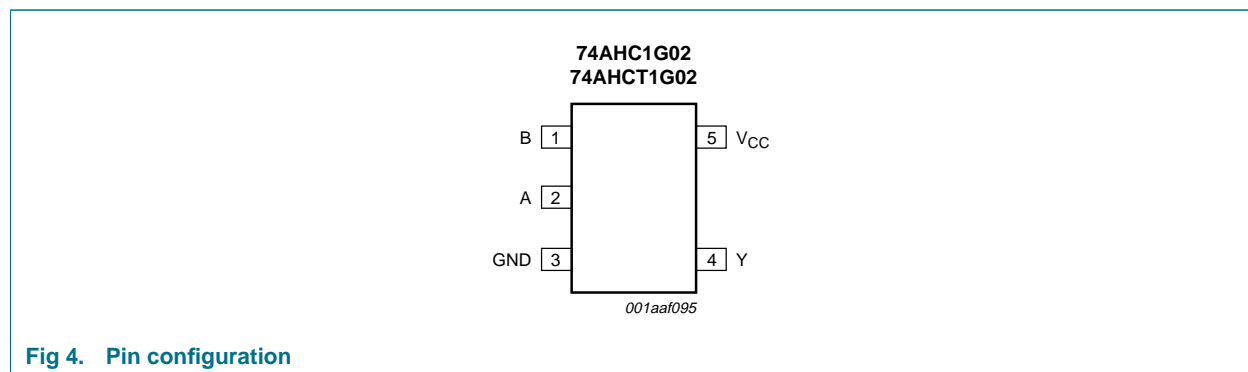 74AHC1G02
74AHCT1G02
B 1 5 VCC
A 2
GND 3 4 Y
001aaf095
Fig 4. Pin configuration